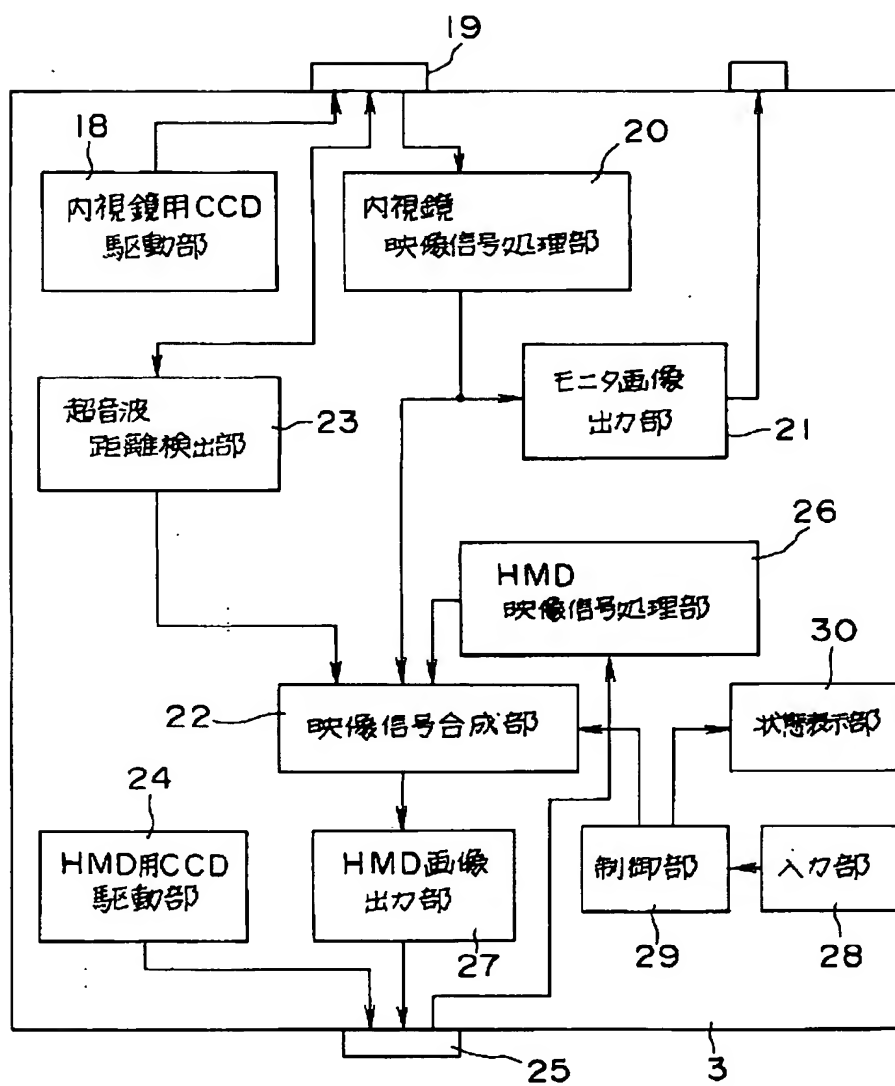 19
18
20
内視鏡用CCD
駆動部
内視鏡
映像信号処理部
超音波
距離検出部
23
モニタ画像
出力部
21
26
HMD
映像信号処理部
30
22
映像信号合成部
状態表示部
24
HMD用CCD
駆動部
HMD画像
出力部
制御部
入力部
27
29
28
25
3